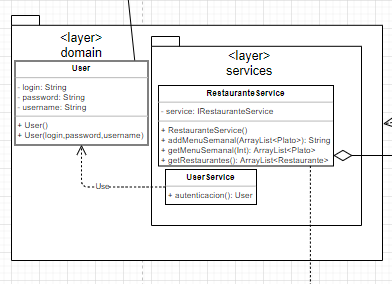 <layer>
domain
User
- login: String
- password: String
- username: String
+ User()
+ User(login,password,username)
<layer>
services
RestauranteService
- service: IRestauranteService
+ RestauranteService()
+ addMenuSemanal(ArrayList<Plato>): String
+ getMenuSemanal(Int): ArrayList<Plato>
+ getRestaurantes(): ArrayList<Restaurante>
UserService
+ autenticacion(): User
Use